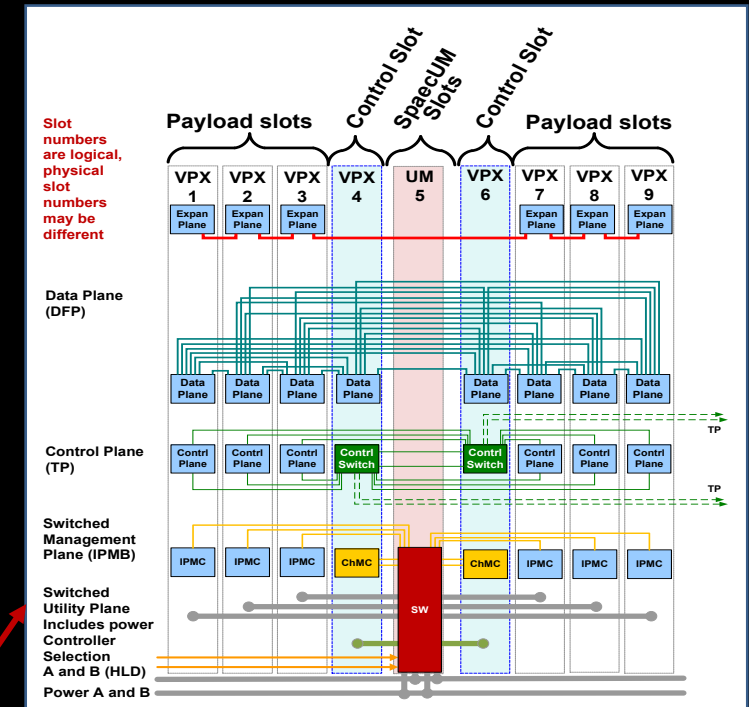 Control Slot
SpaecUM
Slots
Control Slot
Payload slots
Payload slots
Slot
numbers
are logical,
physical
slot
numbers
may be
different
VPX
1
VPX
2
VPX
3
VPX
4
UM
5
VPX
6
VPX
7
VPX
8
VPX
9
Expan
Plane
Expan
Plane
Expan
Plane
Expan
Plane
Expan
Plane
Expan
Plane
Data Plane
(DFP)
Data
Plane
Data
Plane
Data
Plane
Data
Plane
Data
Plane
Data
Plane
Data
Plane
Data
Plane
TP
Control Plane
(TP)
Contrl
Plane
Contrl
Plane
Contrl
Plane
Contrl
Switch
Contrl
Switch
Contrl
Plane
Contrl
Plane
Contrl
Plane
TP
Switched
Management
Plane (IPMB)
IPMC
IPMC
IPMC
ChMC
ChMC
IPMC
IPMC
IPMC
SW
Switched
Utility Plane
Includes power
Controller
Selection
A and B (HLD)
Power A and B